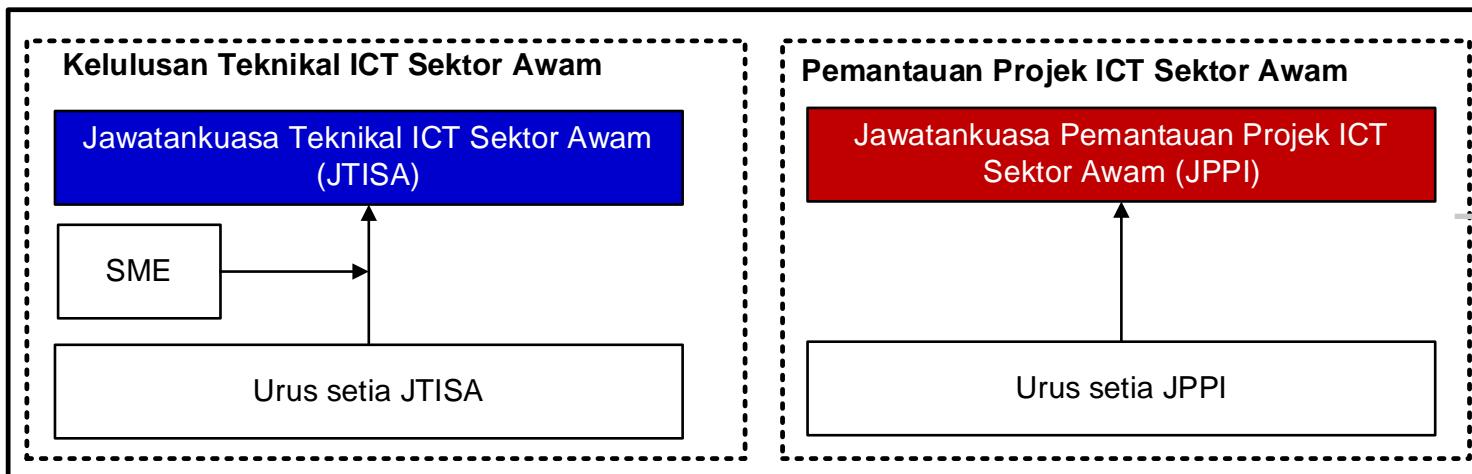 Kelulusan Teknikal ICT Sektor Awam
Jawatankuasa Teknikal ICT Sektor Awam
(JTISA)
SME
Urus setia JTISA
Pemantauan Projek ICT Sektor Awam
Jawatankuasa Pemantauan Projek ICT
Sektor Awam (JPPI)
Urus setia JPPI